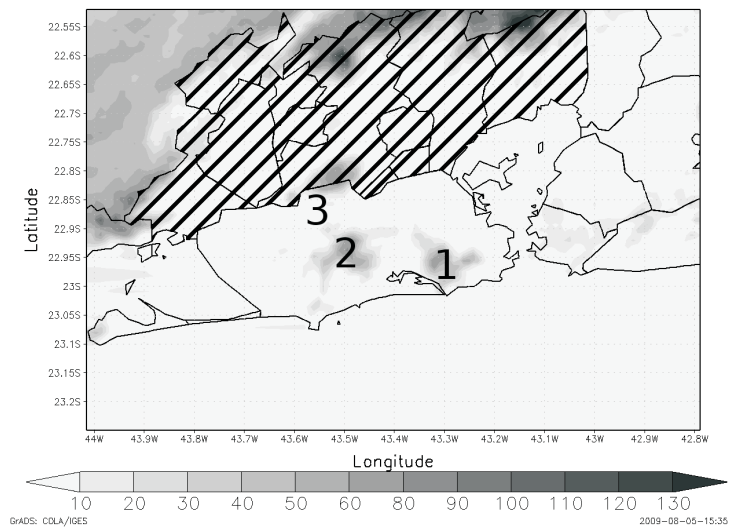 22.55S
22.6S
22.65S
22.7S
22.75S
22.8S
22.85S
22.9S
22.95S
23S
23.05S
23.1S
23.15S
23.2S
Latitude
3
2
1
44W 43.9W 43.8W 43.7W 43.6W 43.5W 43.4W 43.3W 43.2W 43.1W 43W 42.9W 42.8W
Longitude
10 20 30 40 50 60 80 90 100 110 120 130
GrADS: COLA/IGES 2009-08-05-15:35